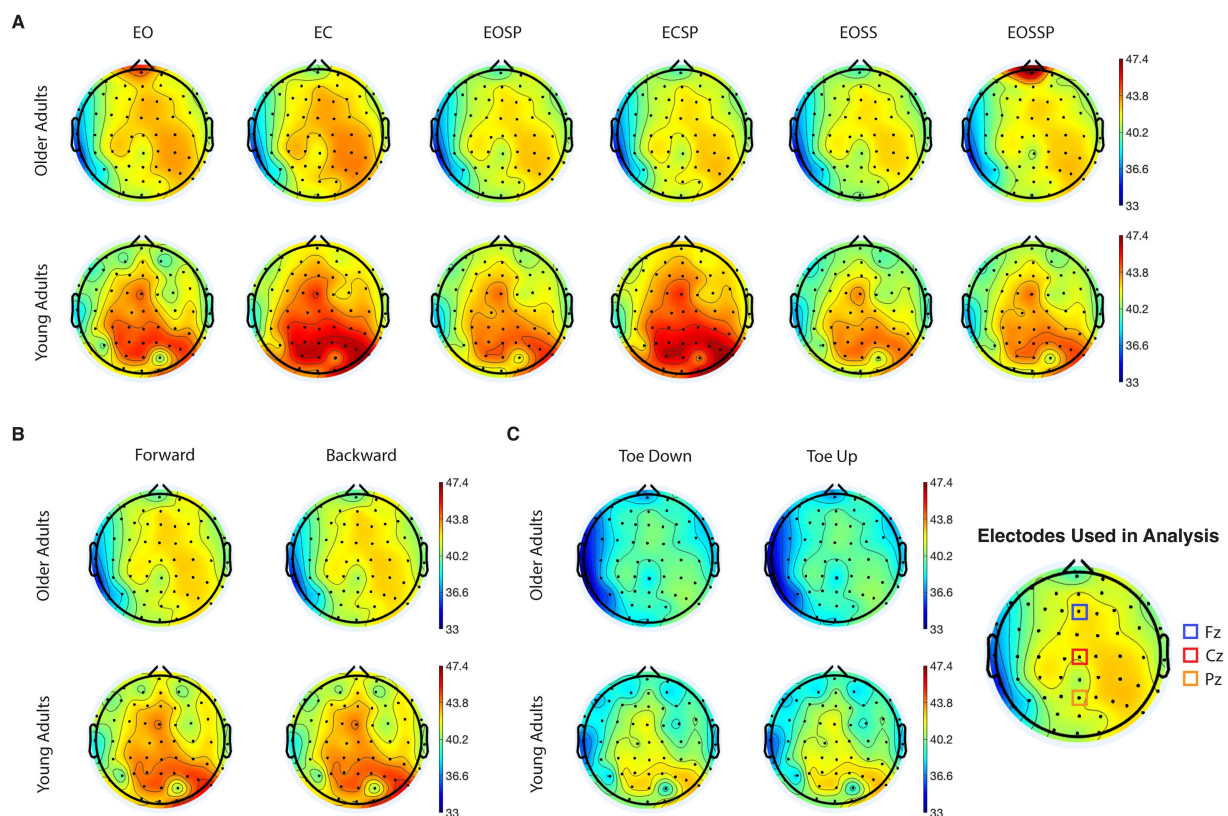 A
EO EC EOSP ECSP EOSS EOSSP
Older Adults
47.4
43.8
40.2
36.6
33
Young Adults
47.4
43.8
40.2
36.6
33
B
Forward Backward
Older Adults
47.4
43.8
40.2
36.6
33
Young Adults
47.4
43.8
40.2
36.6
33
C
Toe Down Toe Up
Older Adults
47.4
43.8
40.2
36.6
33
Young Adults
47.4
43.8
40.2
36.6
33
Electodes Used in Analysis
Fz
Cz
Pz